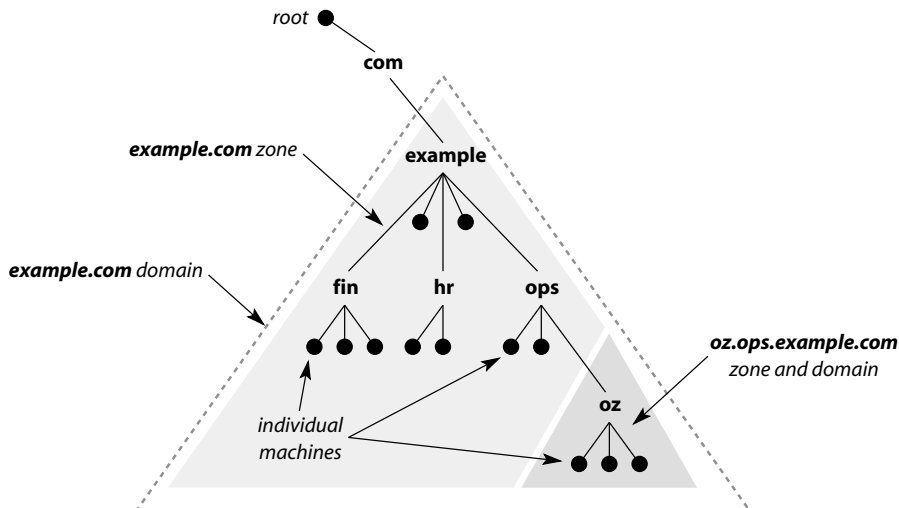 root
com
example.com zone
example
example.com domain
fin
hr
ops
oz.ops.example.com
zone and domain
oz
individual
machines